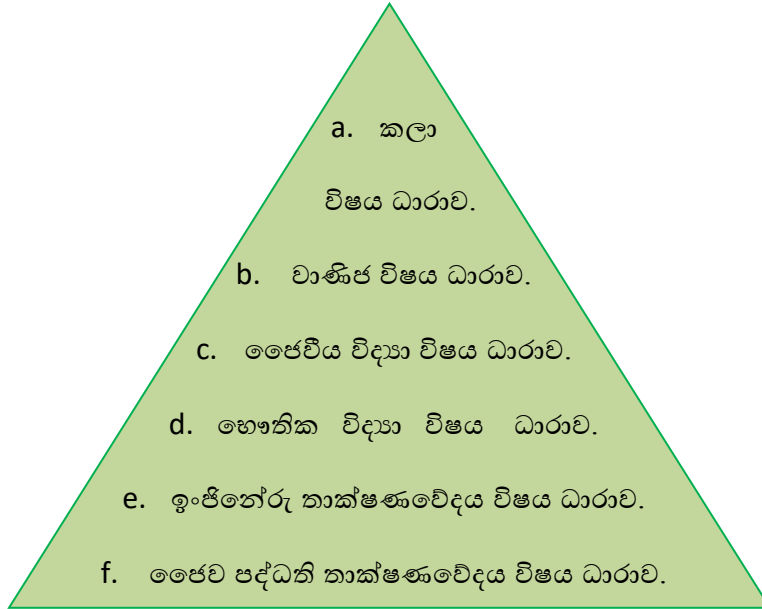 a. කලා
විෂය ධාරාව.
b. වාණිජ විෂය ධාරාව.
c. ජෛවීය විද්‍යා විෂය ධාරාව.
d. භෞතික විද්‍යා විෂය ධාරාව.
e. ඉංජිනේරු තාක්ෂණවේදය විෂය ධාරාව.
f. ජෛව පද්ධති තාක්ෂණවේදය විෂය ධාරාව.